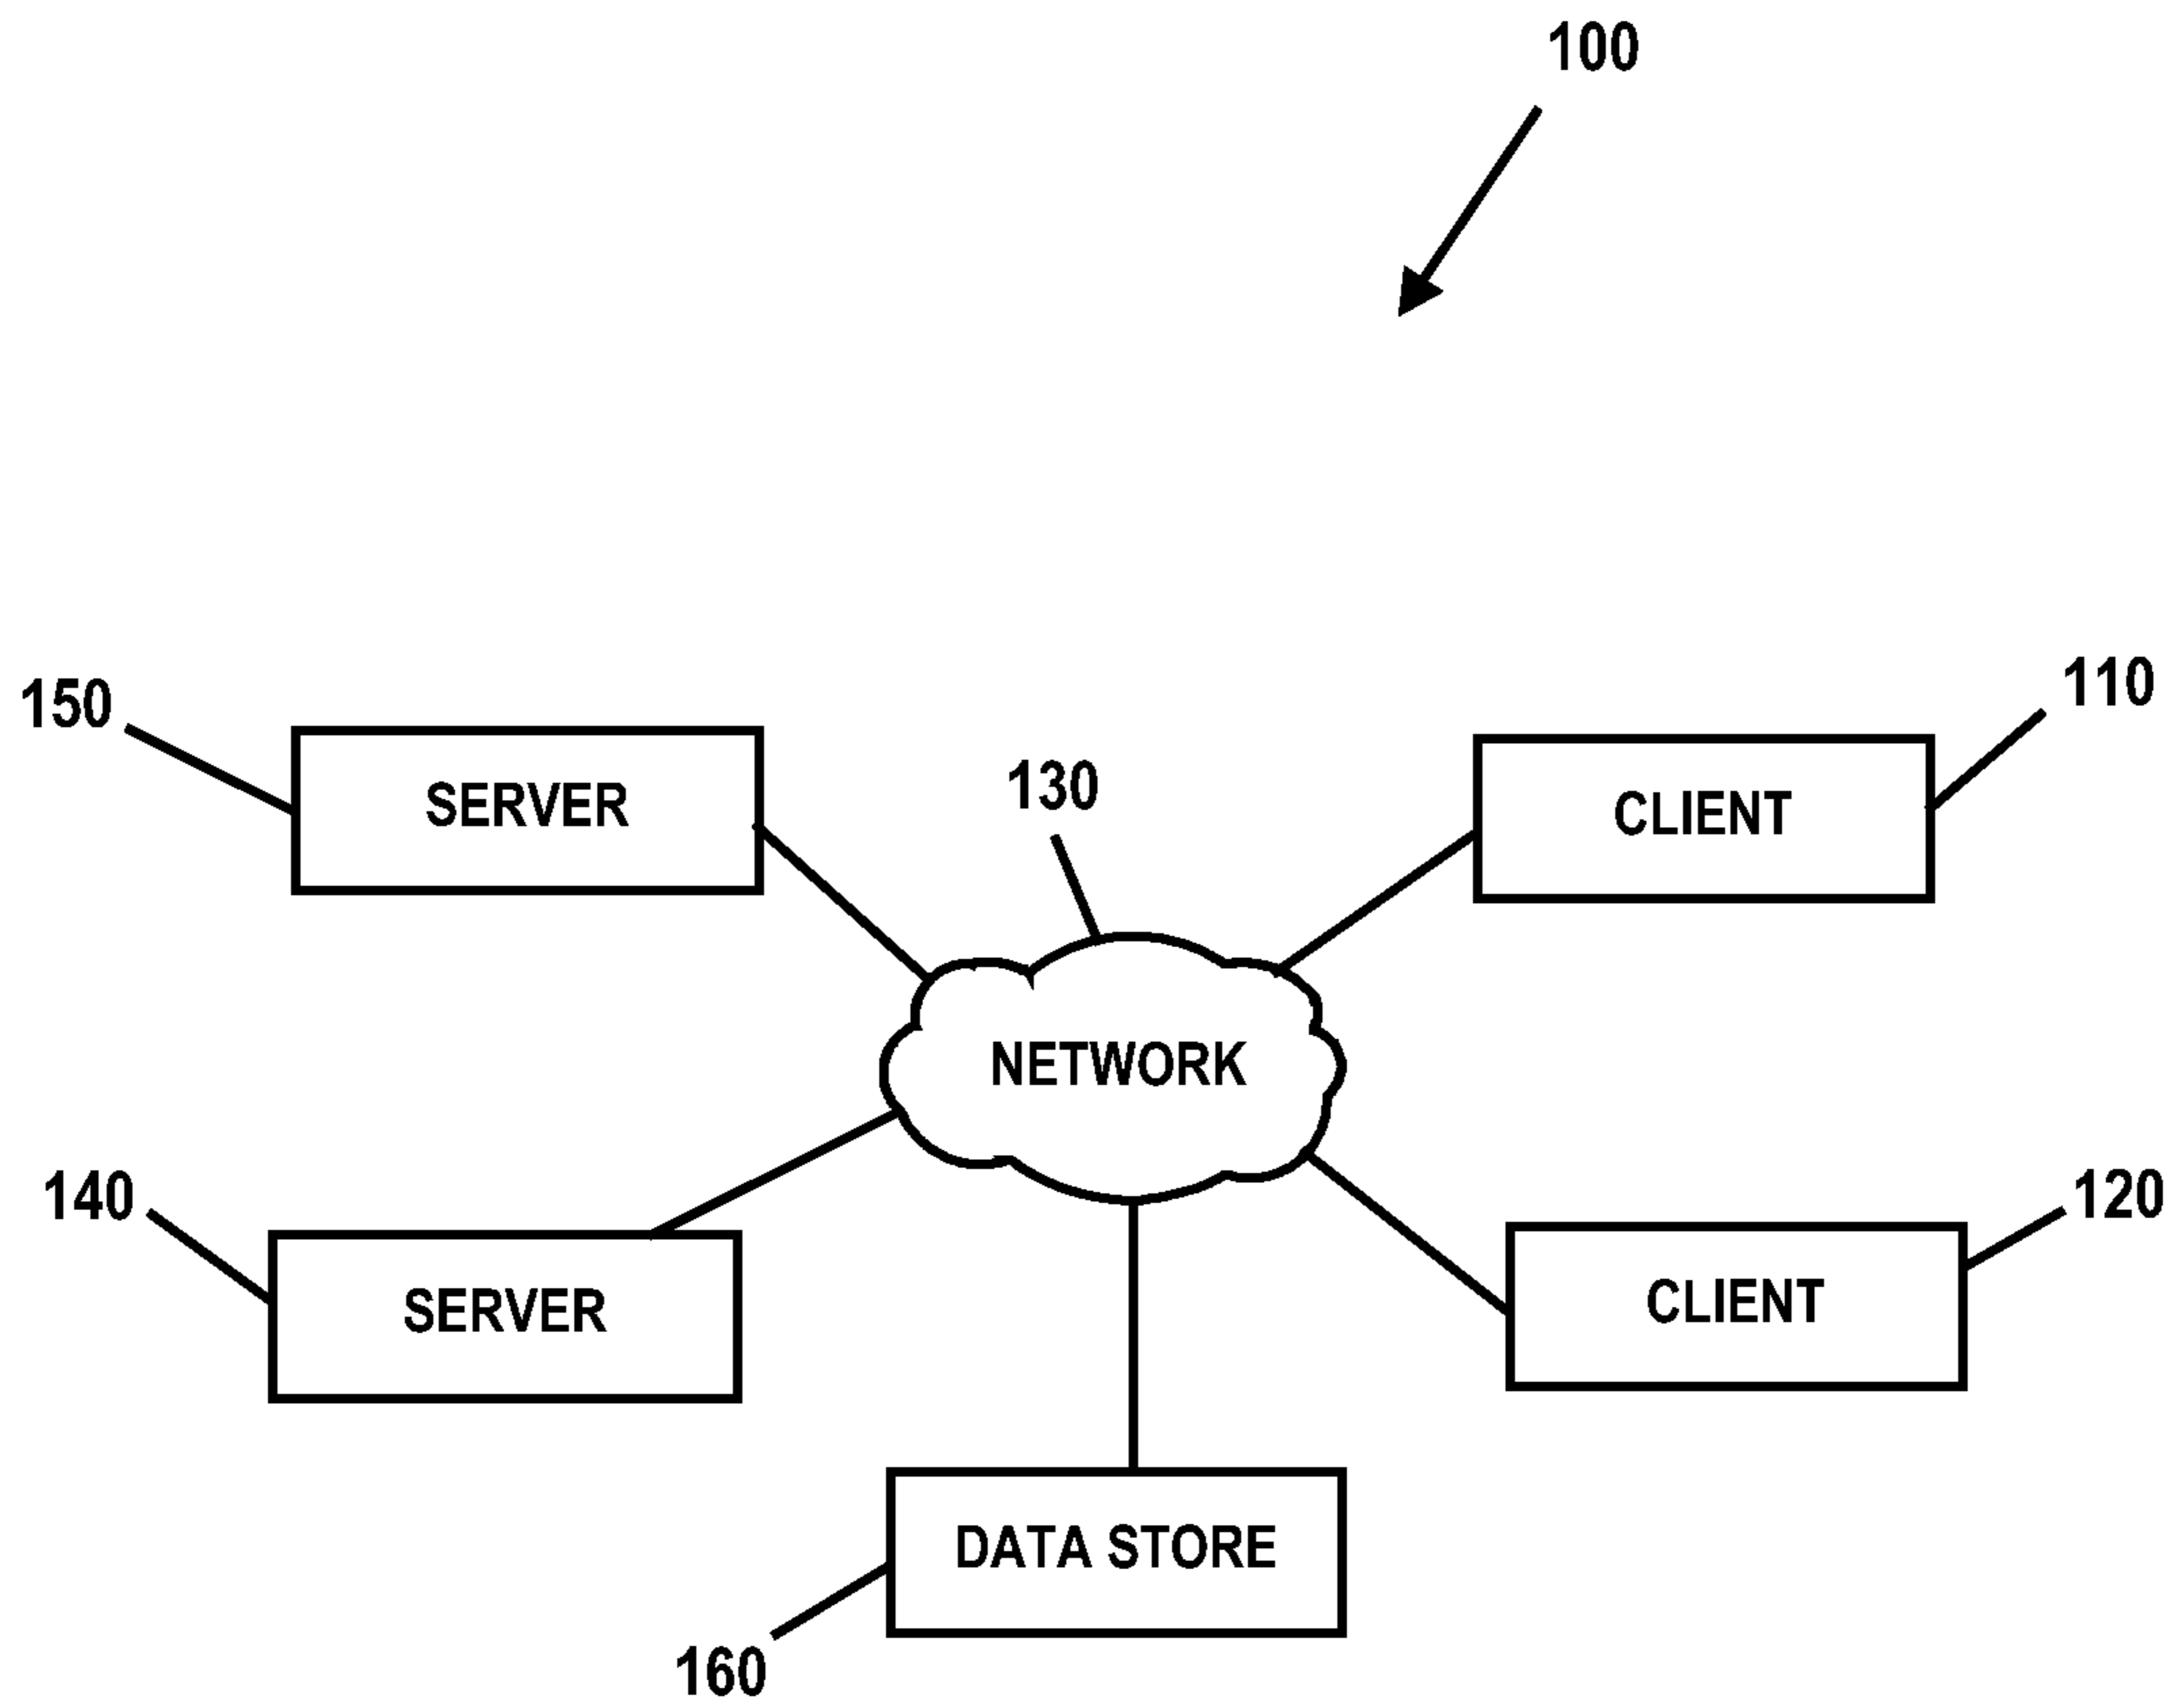 100
150
110
SERVER
130
CLIENT
NETWORK
140
120
SERVER
CLIENT
DATA STORE
160